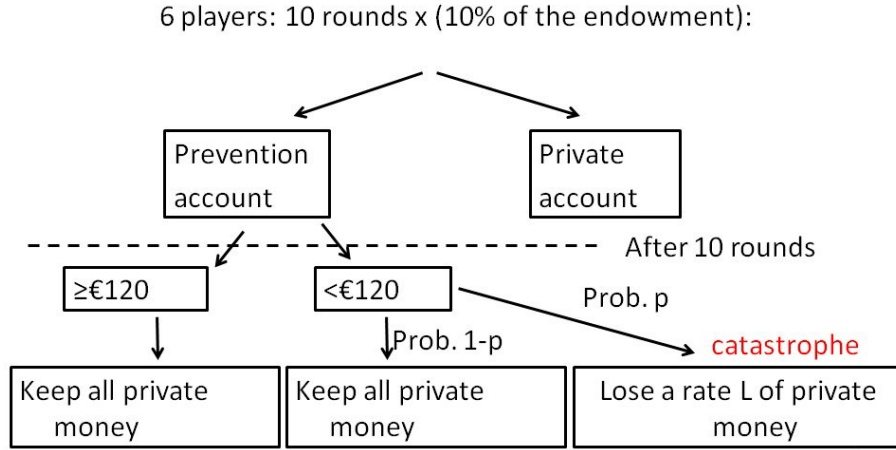 6 players: 10 rounds x (10% of the endowment):
Prevention
account
Private
account
After 10 rounds
≥€120
<€120
Prob. p
Prob. 1-p
catastrophe
Keep all private
money
Keep all private
money
Lose a rate L of private
money